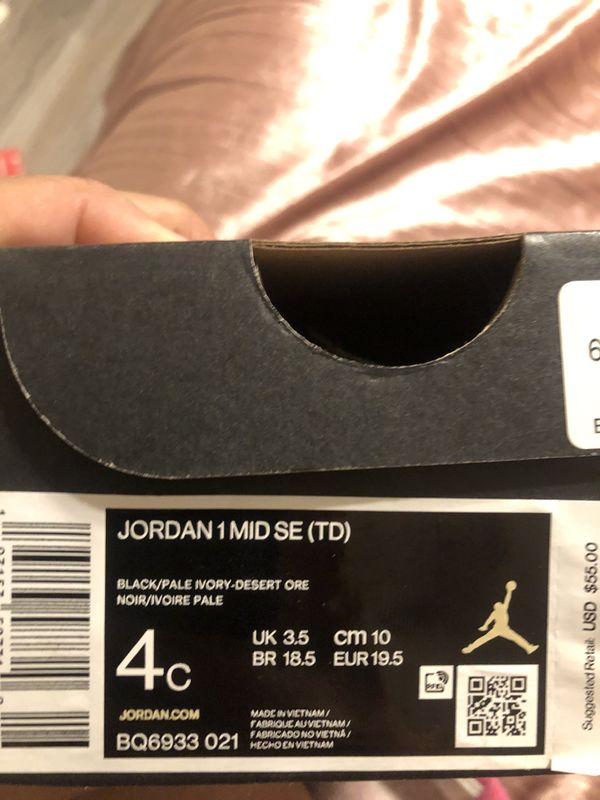 6
E
JORDAN 1 MID SE (TD)
BLACK/PALE IVORY-DESERT ORE
NOIR/IVOIRE PALE
4C
UK 3.5 cm 10
BR 18.5 EUR 19.5
JORDAN.COM
BQ6933 021
MADE IN VIETNAM /
FABRIQUE AU VIETNAM /
FABRICADO NO VIETNÃ /
HECHO EN VIETNAM
Suggested Retail: USD $55.00